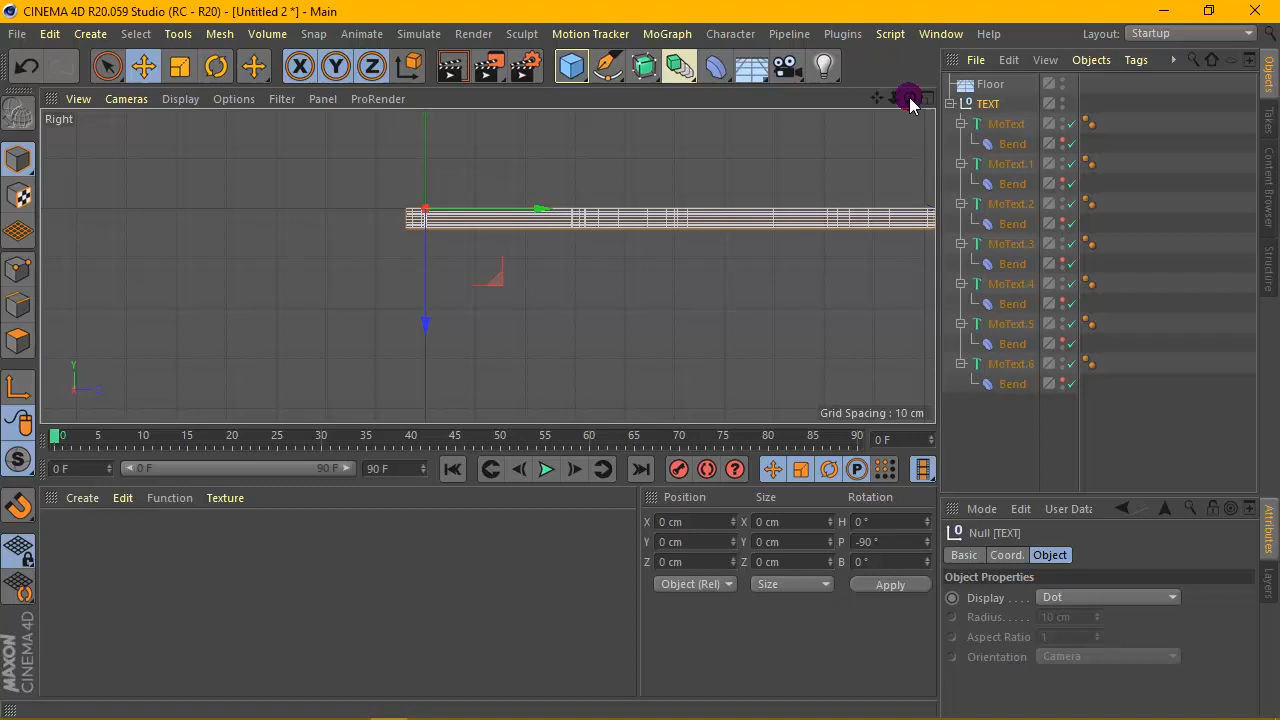 CINEMA 4D R20.059 Studio (RC - R20) - [Untitled 2 *] - Main
File Edit Create Select Tools Mesh Volume Snap Animate Simulate Render Sculpt Motion Tracker MoGraph Character Pipeline Plugins Script Window Help Layout: Startup
File Edit View Objects Tags
View Cameras Display Options Filter Panel ProRender
Right
Floor
TEXT
MoText
Bend
MoText.1
Bend
MoText.2
Bend
MoText.3
Bend
MoText.4
Bend
MoText.5
Bend
MoText.6
Bend
Objects
Takes
Content Browser
Structure
Y
Grid Spacing : 10 cm
0 5 10 15 20 25 30 35 40 45 50 55 60 65 70 75 80 85 90 0 F
0 F 0 F 90 F 90 F
Create Edit Function Texture
Position Size Rotation
X 0 cm X 0 cm H 0 °
Y 0 cm Y 0 cm P -90 °
Z 0 cm Z 0 cm B 0 °
Object (Rel) Size Apply
Mode Edit User Data
Null [TEXT]
Basic Coord. Object
Object Properties
Display . . . . Dot
Radius. . . . . 10 cm
Aspect Ratio 1
Orientation Camera
Attributes
Layers
MAXON
CINEMA 4D